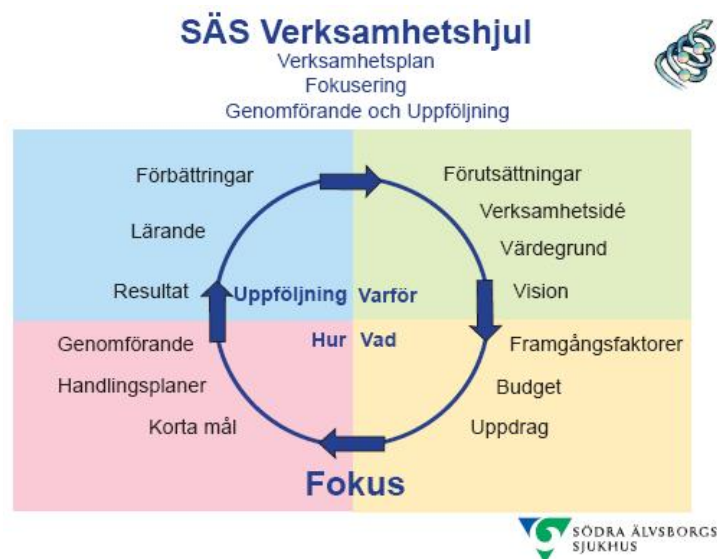 SÄS Verksamhetshjul
Verksamhetsplan
Fokusering
Genomförande och Uppföljning
Förbättringar
Lärande
Resultat
Uppföljning
Förutsättningar
Verksamhetsidé
Värdegrund
Vision
Varför
Hur
Genomförande
Handlingsplaner
Korta mål
Vad
Framgångsfaktorer
Budget
Uppdrag
Fokus
SÖDRA ÄLVSBORGS
SJUKHUS